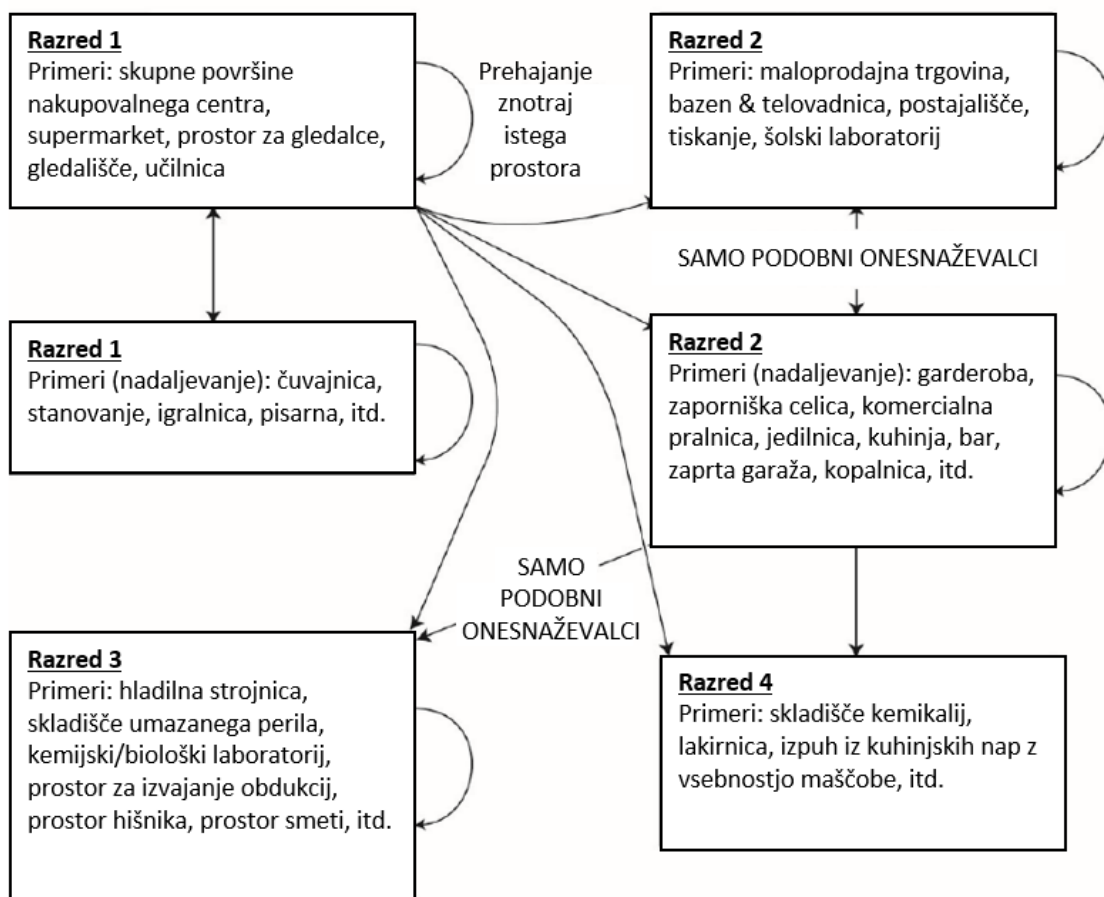 Razred 1
Primeri: skupne površine
nakupovalnega centra,
supermarket, prostor za gledalce,
gledališče, učilnica
Prehajanje
znotraj
istega
prostora
Razred 2
Primeri: maloprodajna trgovina,
bazen & telovadnica, postajališče,
tiskanje, šolski laboratorij
SAMO PODOBNI ONESNAŽEVALCI
Razred 1
Primeri (nadaljevanje): čuvajnica,
stanovanje, igralnica, pisarna, itd.
Razred 2
Primeri (nadaljevanje): garderoba,
zaporniška celica, komercialna
pralnica, jedilnica, kuhinja, bar,
zaprta garaža, kopalnica, itd.
SAMO
PODOBNI
ONESNAŽEVALCI
Razred 3
Primeri: hladilna strojnica,
skladišče umazanega perila,
kemijski/biološki laboratorij,
prostor za izvajanje obdukcij,
prostor hišnika, prostor smeti, itd.
Razred 4
Primeri: skladišče kemikalij,
lakirnica, izpuh iz kuhinjskih nap z
vsebnostjo maščobe, itd.